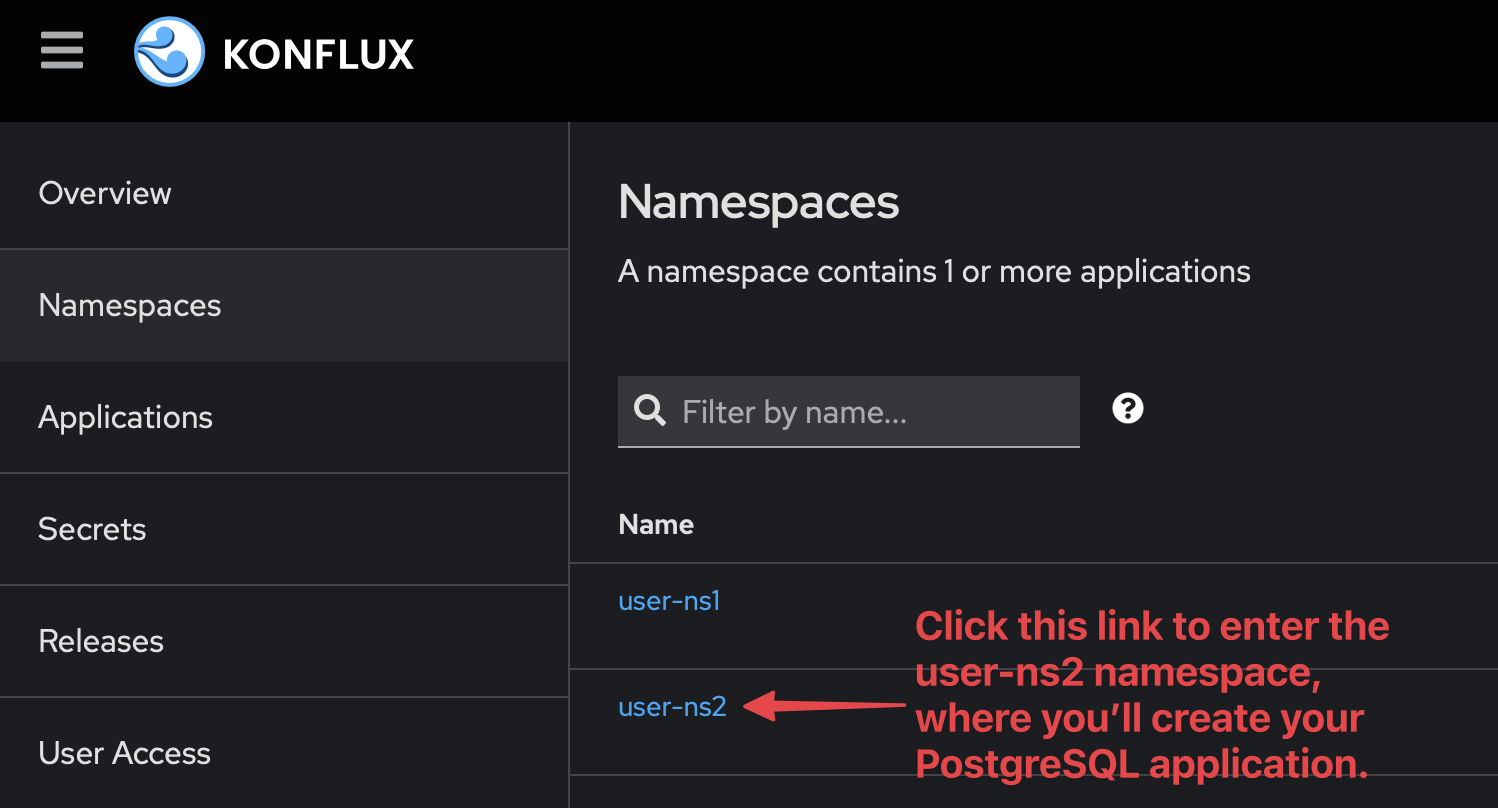 KONFLUX
Overview
Namespaces
Applications
Secrets
Releases
User Access
Namespaces
A namespace contains 1 or more applications
Filter by name...
Name
user-ns1
user-ns2
Click this link to enter the
user-ns2 namespace,
where you’ll create your
PostgreSQL application.